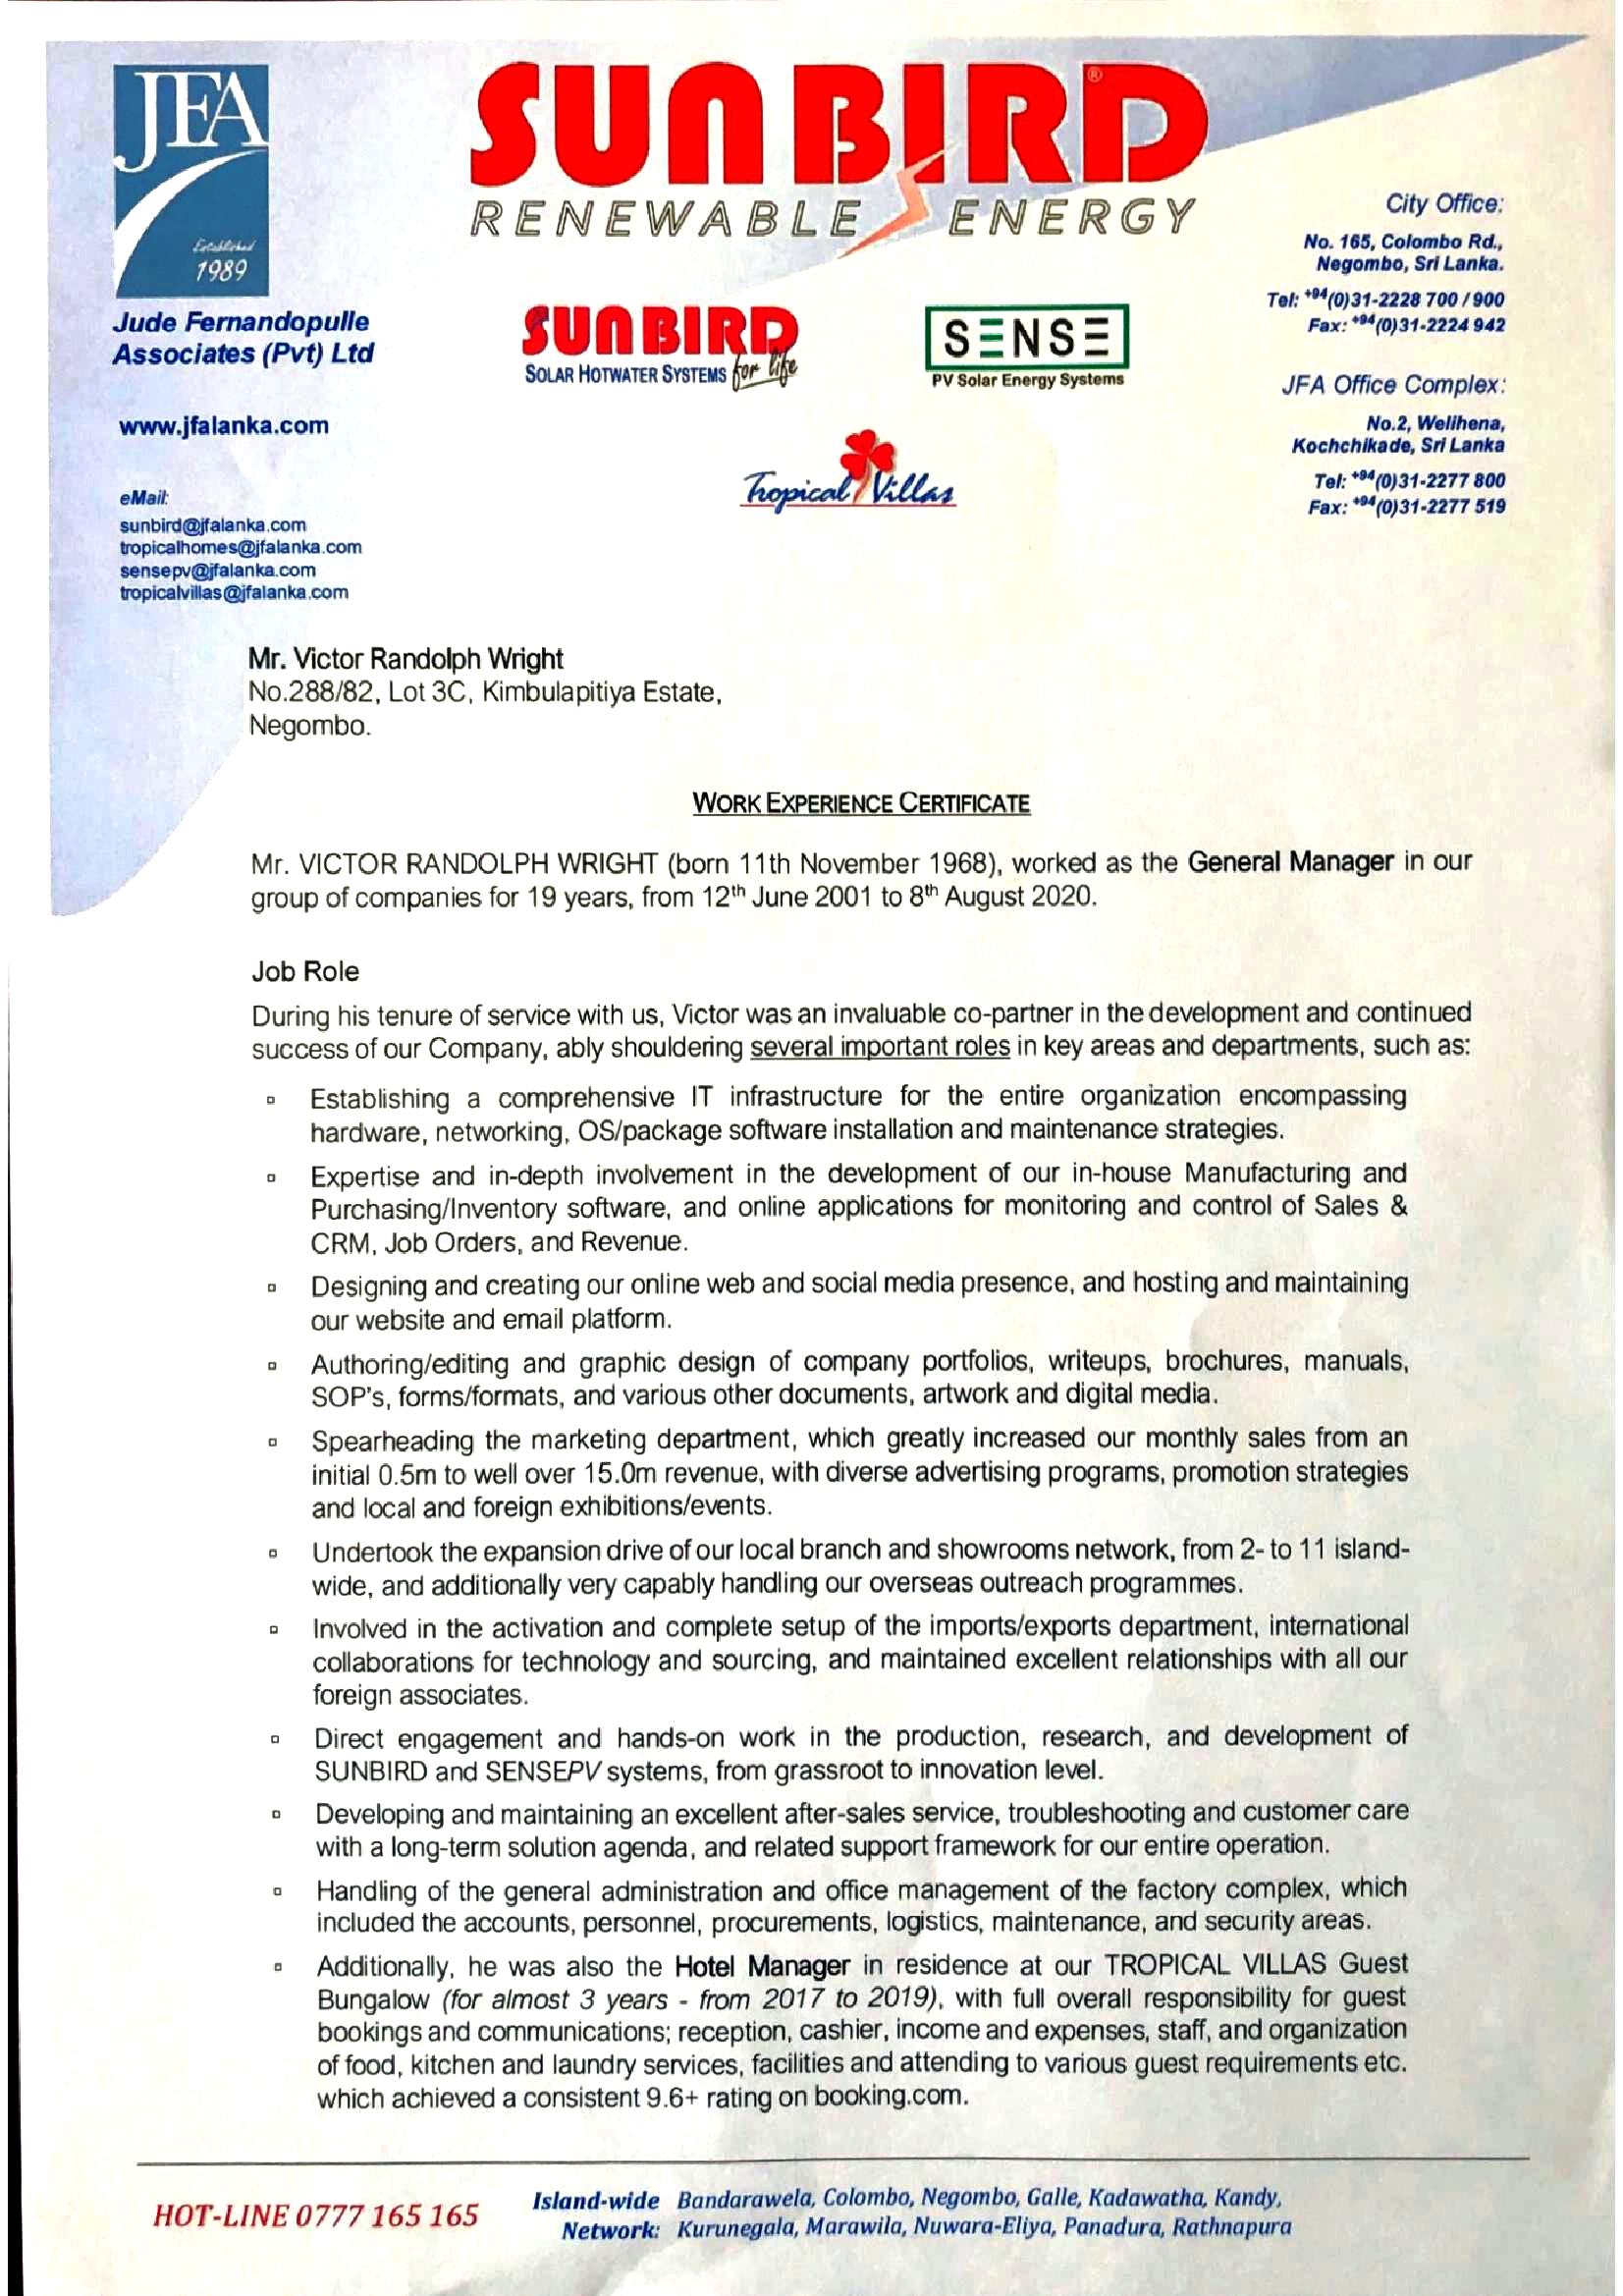 JFA
Established
1989
Jude Fernandopulle
Associates (Pvt) Ltd
www.jfalanka.com
eMail:
sunbird@jfalanka.com
tropicalhomes@jfalanka.com
sensepv@jfalanka.com
tropicalvillas@jfalanka.com
SUNBIRD®
RENEWABLE ENERGY
SUNBIRD
SOLAR HOTWATER SYSTEMS for life
SENSE
PV Solar Energy Systems
Tropical Villas
City Office:
No. 165, Colombo Rd.,
Negombo, Sri Lanka.
Tel: +94(0)31-2228 700 / 900
Fax: +94(0)31-2224 942
JFA Office Complex:
No.2, Welihena,
Kochchikade, Sri Lanka
Tel: +94(0)31-2277 800
Fax: +94(0)31-2277 519
Mr. Victor Randolph Wright
No.288/82, Lot 3C, Kimbulapitiya Estate,
Negombo.
WORK EXPERIENCE CERTIFICATE
Mr. VICTOR RANDOLPH WRIGHT (born 11th November 1968), worked as the General Manager in our
group of companies for 19 years, from 12th June 2001 to 8th August 2020.
Job Role
During his tenure of service with us, Victor was an invaluable co-partner in the development and continued
success of our Company, ably shouldering several important roles in key areas and departments, such as:
▫ Establishing a comprehensive IT infrastructure for the entire organization encompassing
hardware, networking, OS/package software installation and maintenance strategies.
▫ Expertise and in-depth involvement in the development of our in-house Manufacturing and
Purchasing/Inventory software, and online applications for monitoring and control of Sales &
CRM, Job Orders, and Revenue.
▫ Designing and creating our online web and social media presence, and hosting and maintaining
our website and email platform.
▫ Authoring/editing and graphic design of company portfolios, writeups, brochures, manuals,
SOP's, forms/formats, and various other documents, artwork and digital media.
▫ Spearheading the marketing department, which greatly increased our monthly sales from an
initial 0.5m to well over 15.0m revenue, with diverse advertising programs, promotion strategies
and local and foreign exhibitions/events.
▫ Undertook the expansion drive of our local branch and showrooms network, from 2- to 11 island-
wide, and additionally very capably handling our overseas outreach programmes.
▫ Involved in the activation and complete setup of the imports/exports department, international
collaborations for technology and sourcing, and maintained excellent relationships with all our
foreign associates.
▫ Direct engagement and hands-on work in the production, research, and development of
SUNBIRD and SENSEPV systems, from grassroot to innovation level.
▫ Developing and maintaining an excellent after-sales service, troubleshooting and customer care
with a long-term solution agenda, and related support framework for our entire operation.
▫ Handling of the general administration and office management of the factory complex, which
included the accounts, personnel, procurements, logistics, maintenance, and security areas.
▫ Additionally, he was also the Hotel Manager in residence at our TROPICAL VILLAS Guest
Bungalow (for almost 3 years - from 2017 to 2019), with full overall responsibility for guest
bookings and communications; reception, cashier, income and expenses, staff, and organization
of food, kitchen and laundry services, facilities and attending to various guest requirements etc.
which achieved a consistent 9.6+ rating on booking.com.
HOT-LINE 0777 165 165
Island-wide Bandarawela, Colombo, Negombo, Galle, Kadawatha, Kandy,
Network: Kurunegala, Marawila, Nuwara-Eliya, Panadura, Rathnapura